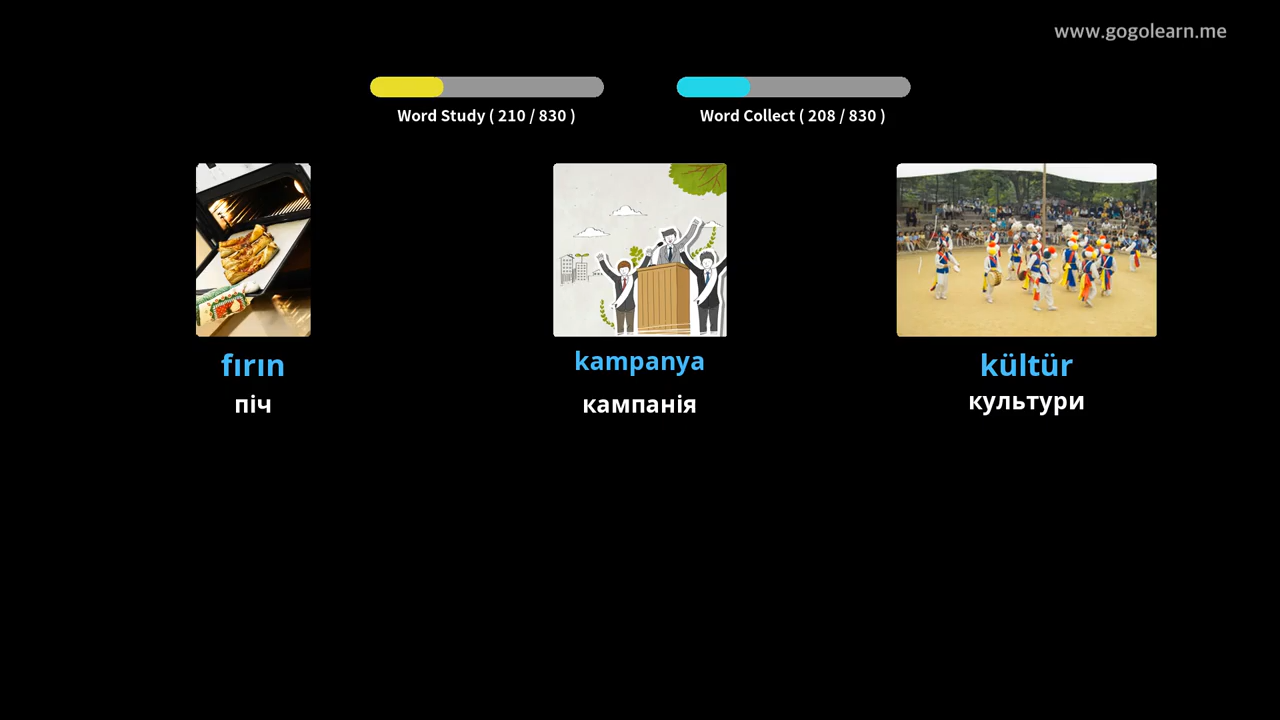 www.gogolearn.me
Word Study ( 210 / 830 )
Word Collect ( 208 / 830 )
fırın
kampanya
kültür
піч
кампанія
культури